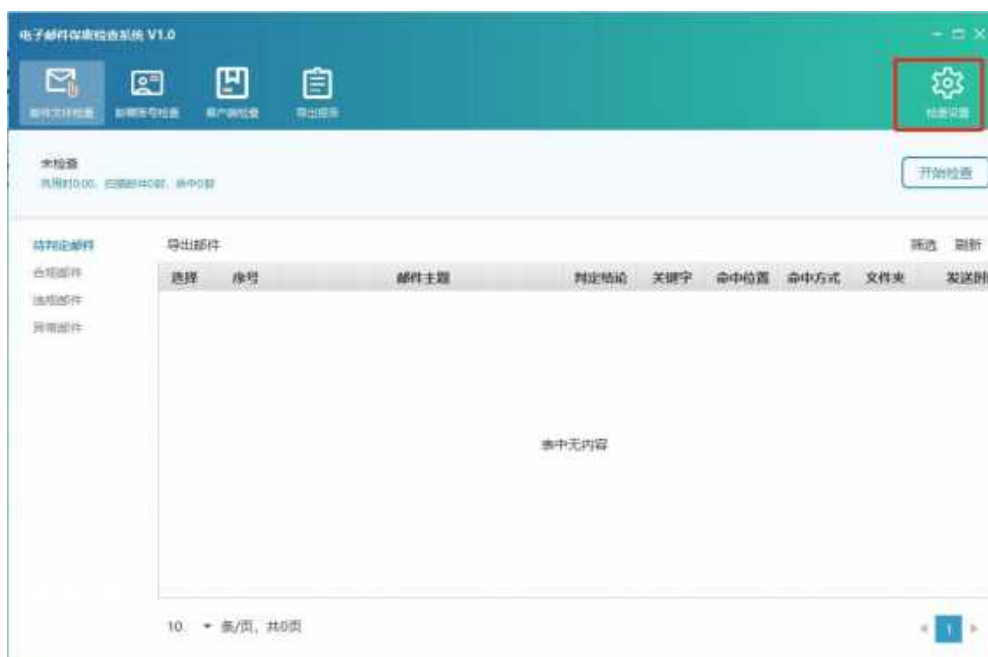 电子邮件保密检查系统 V1.0
邮件文件检查 邮箱账号检查 客户端检查 导出报告 检查设置
未检查
共用时0:00, 扫描邮件0封, 命中0封
开始检查
待判定邮件
合规邮件
违规邮件
异常邮件
导出邮件 筛选 刷新
选择 序号 邮件主题 判定结论 关键字 命中位置 命中方式 文件夹 发送时
表中无内容
10 条/页, 共0页
1